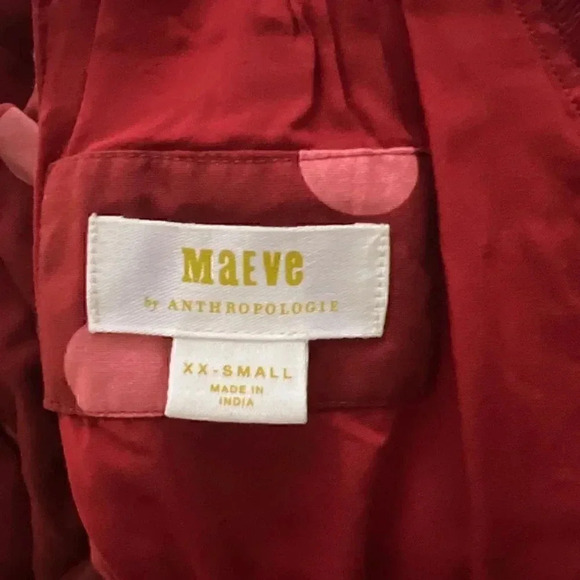 MaEVe
by ANTHROPOLOGIE
XX-SMALL
MADE IN
INDIA